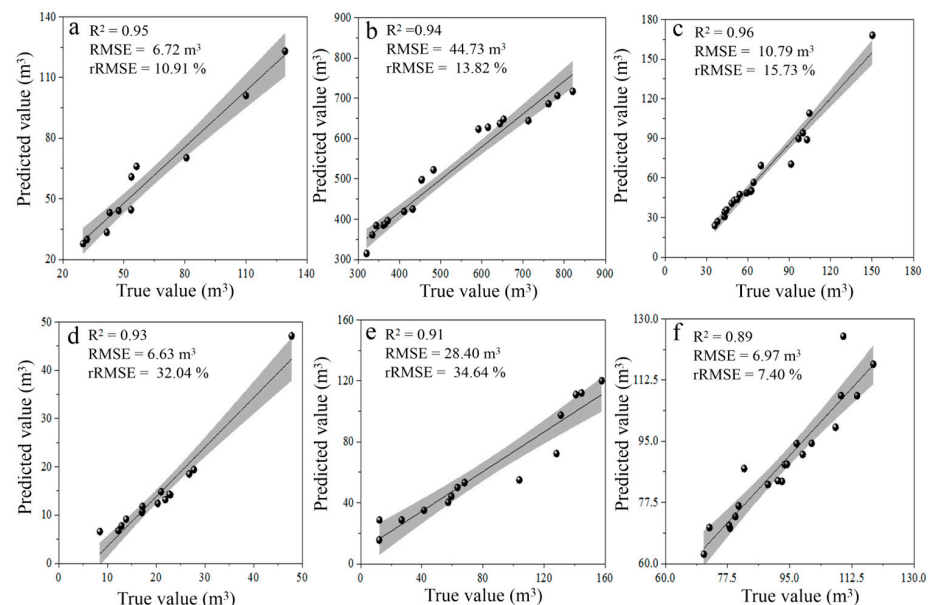 a
R² = 0.95
RMSE = 6.72 m³
rRMSE = 10.91 %
Predicted value (m³)
140
110
80
50
20
20
50
80
110
140
True value (m³)
b
R² =0.94
RMSE = 44.73 m³
rRMSE = 13.82 %
Predicted value (m³)
900
800
700
600
500
400
300
300
400
500
600
700
800
900
True value (m³)
c
R² = 0.96
RMSE = 10.79 m³
rRMSE = 15.73 %
Predicted value (m³)
180
150
120
90
60
30
0
0
30
60
90
120
150
180
True value (m³)
d
R² = 0.93
RMSE = 6.63 m³
rRMSE = 32.04 %
Predicted value (m³)
50
40
30
20
10
0
0
10
20
30
40
50
True value (m³)
e
R² = 0.91
RMSE = 28.40 m³
rRMSE = 34.64 %
Predicted value (m³)
160
120
80
40
0
0
40
80
120
160
True value (m³)
f
R² = 0.89
RMSE = 6.97 m³
rRMSE = 7.40 %
Predicted value (m³)
130.0
112.5
95.0
77.5
60.0
60.0
77.5
95.0
112.5
130.0
True value (m³)